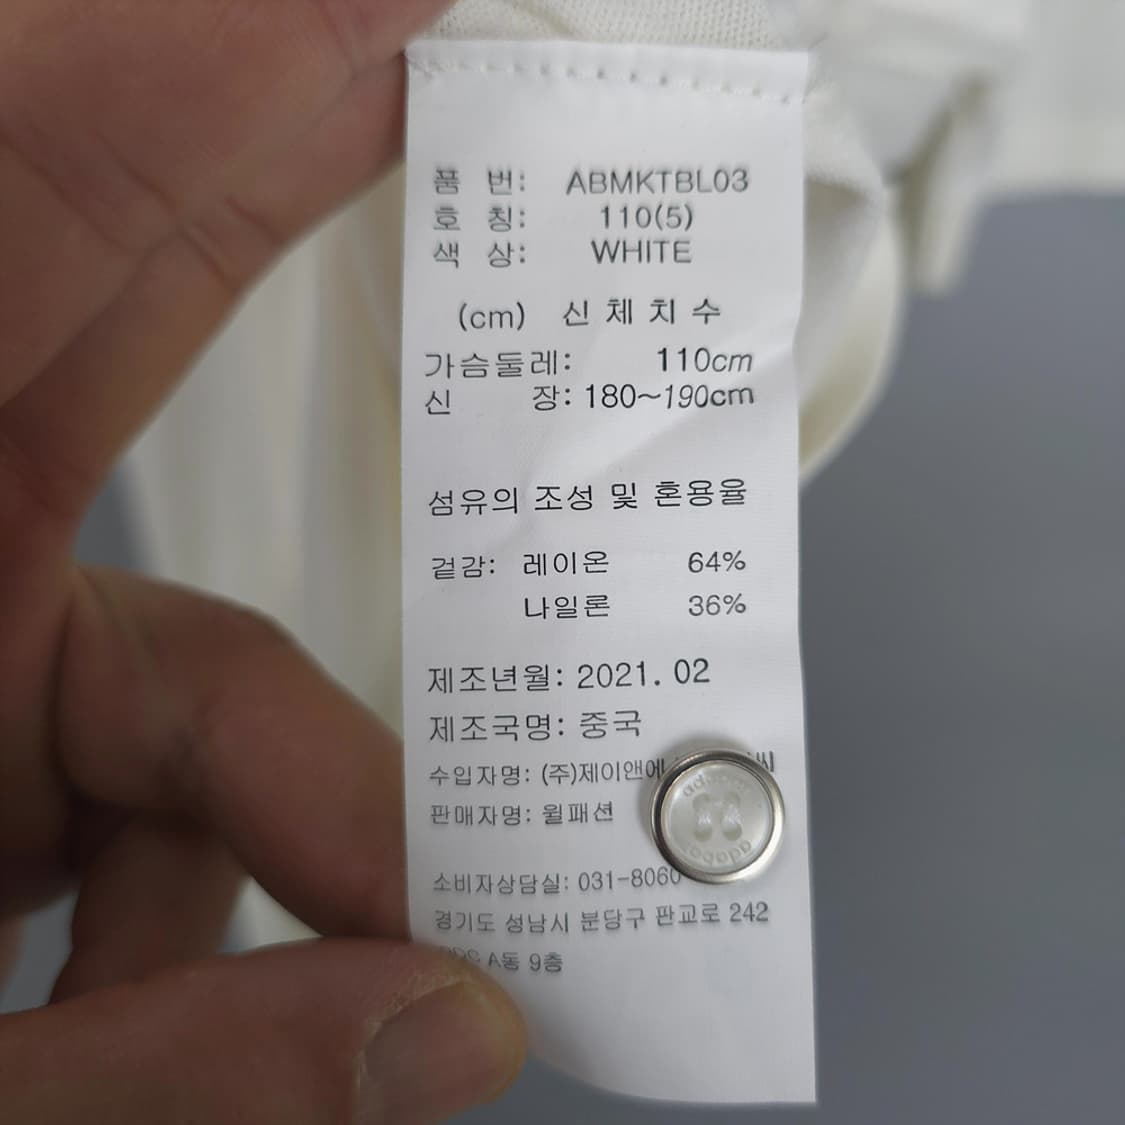 품 번: ABMKTBL03
호 칭: 110(5)
색 상: WHITE
(cm) 신 체 치 수
가슴둘레: 110cm
신 장: 180~190cm
섬유의 조성 및 혼용율
겉감: 레이온 64%
나일론 36%
제조년월: 2021. 02
제조국명: 중국
수입자명: (주)제이앤에
판매자명: 윌패션
소비자상담실: 031-8060
경기도 성남시 분당구 판교로 242
A동 9층